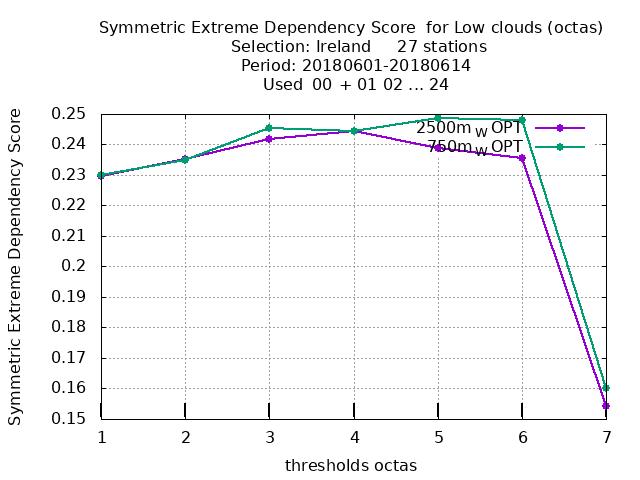 Symmetric Extreme Dependency Score  for Low clouds (octas)
Selection: Ireland     27 stations
Period: 20180601-20180614
Used  00 + 01 02 ... 24
Symmetric Extreme Dependency Score
0.25
0.24
0.23
0.22
0.21
0.2
0.19
0.18
0.17
0.16
0.15
2500m W OPT
750m W OPT
1 2 3 4 5 6 7
thresholds octas